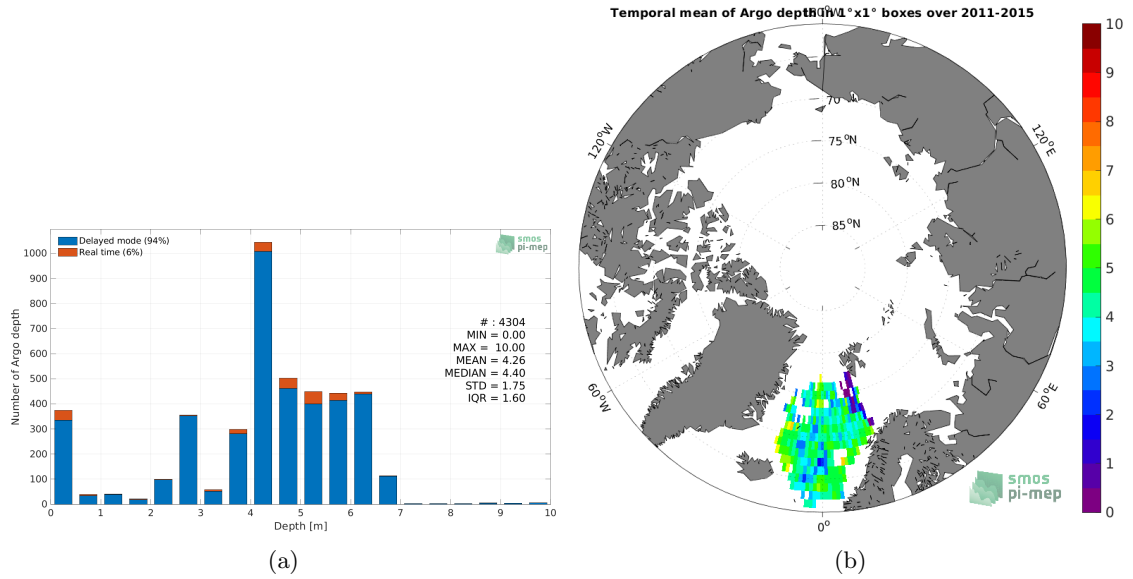 Delayed mode (94%)
Real time (6%)
smos
pi-mep
# : 4304
MIN = 0.00
MAX = 10.00
MEAN = 4.26
MEDIAN = 4.40
STD = 1.75
IQR = 1.60
Number of Argo depth
1000
900
800
700
600
500
400
300
200
100
0
0 1 2 3 4 5 6 7 8 9 10
Depth [m]
(a)
Temporal mean of Argo depth in 1°x1° boxes over 2011-2015
180°W
120°W
120°E
60°W
60°E
0°
70°N
75°N
80°N
85°N
10
9
8
7
6
5
4
3
2
1
0
smos
pi-mep
(b)